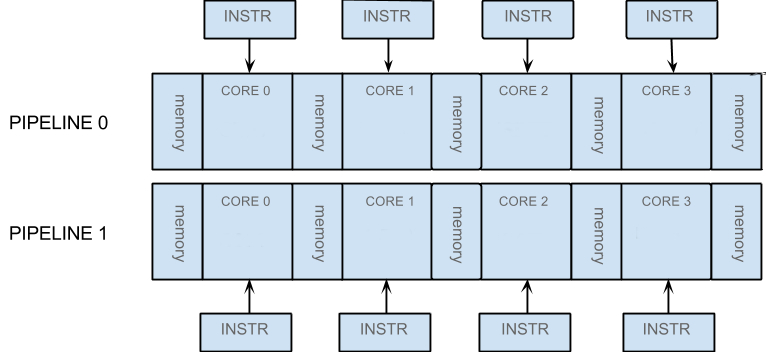 INSTR INSTR INSTR INSTR
PIPELINE 0 memory CORE 0 memory CORE 1 memory CORE 2 memory CORE 3 memory
PIPELINE 1 memory CORE 0 memory CORE 1 memory CORE 2 memory CORE 3 memory
INSTR INSTR INSTR INSTR